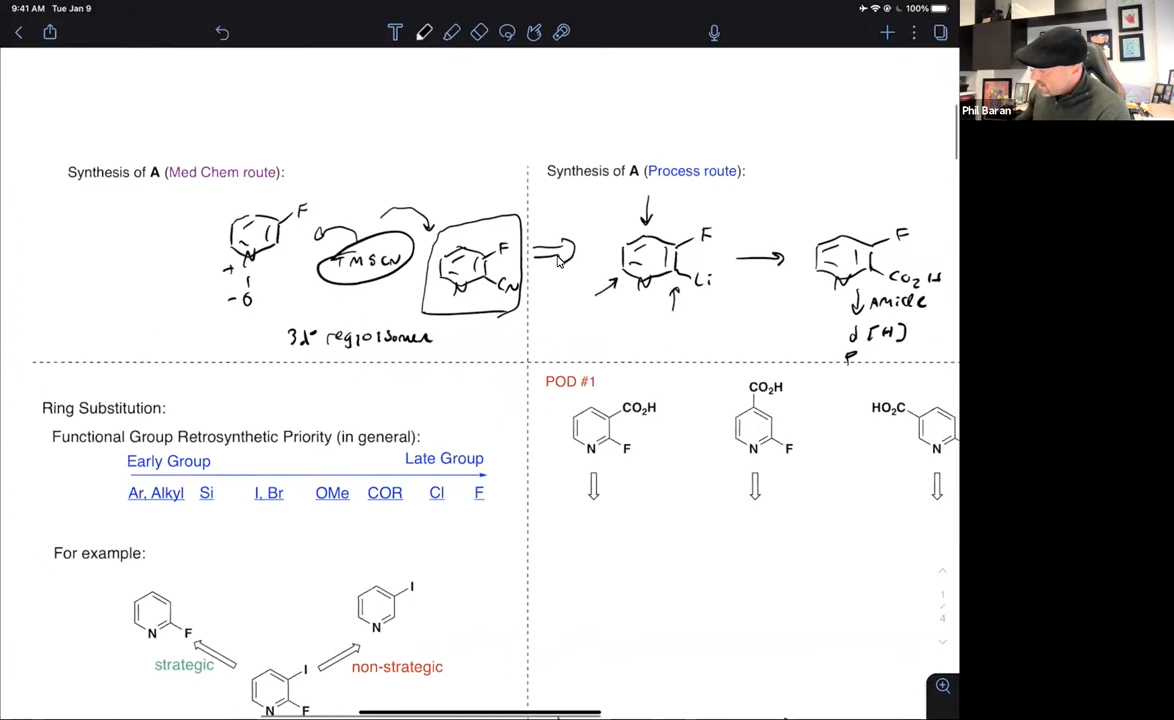 9:41 AM Tue Jan 9
100%
T
Phil Baran
Synthesis of A (Med Chem route):
Synthesis of A (Process route):
F
N
+
-O
TMSCN
F
N
CN
F
N
Li
F
N
CO2H
Amide
[H]
3d° regioisomer
Ring Substitution:
Functional Group Retrosynthetic Priority (in general):
Early Group Late Group
Ar, Alkyl Si I, Br OMe COR Cl F
POD #1
CO2H
N F
CO2H
N F
HO2C
N
For example:
N F
strategic
I
N
non-strategic
I
N F
1
/
4